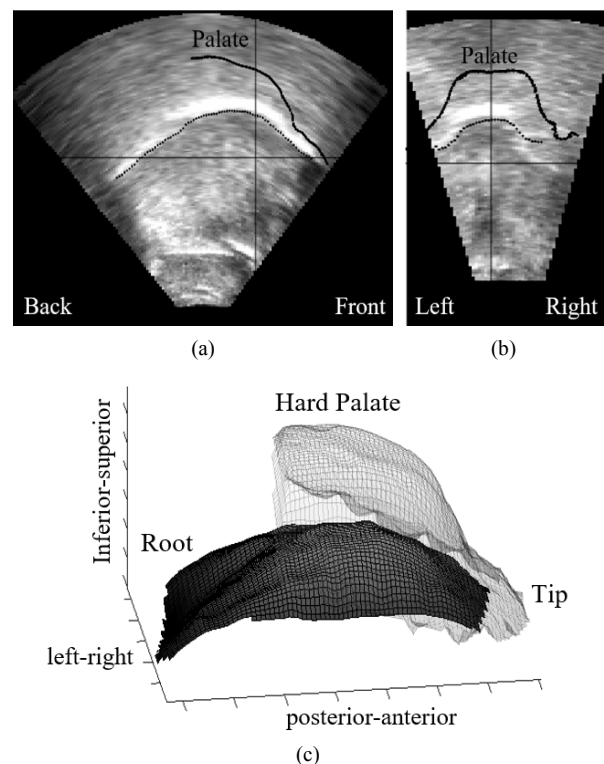 Palate
Back
Front
(a)
Palate
Left
Right
(b)
Hard Palate
Inferior-superior
Root
Tip
left-right
posterior-anterior
(c)